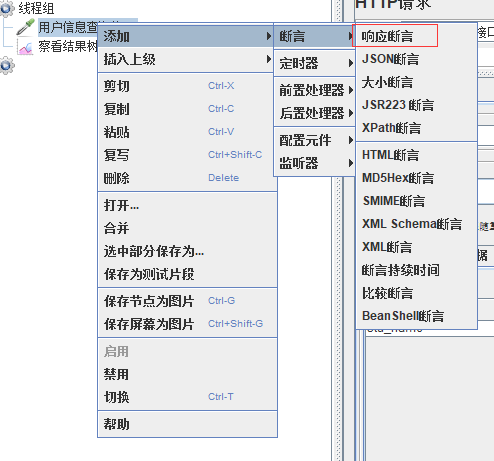 线程组
用户信息查询
察看结果树
HTTP请求
添加
插入上级
剪切 Ctrl-X
复制 Ctrl-C
粘贴 Ctrl-V
复写 Ctrl+Shift-C
删除 Delete
打开...
合并
选中部分保存为...
保存为测试片段
保存节点为图片 Ctrl-G
保存屏幕为图片 Ctrl+Shift-G
启用
禁用
切换 Ctrl-T
帮助
断言
定时器
前置处理器
后置处理器
配置元件
监听器
响应断言
JSON断言
大小断言
JSR223 断言
XPath断言
HTML断言
MD5Hex断言
SMIME断言
XML Schema断言
XML断言
断言持续时间
比较断言
BeanShell断言
接口
据
stu_name